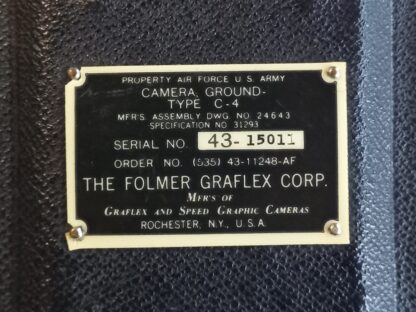 PROPERTY AIR FORCE U.S. ARMY
CAMERA, GROUND-
TYPE C-4
MFR'S. ASSEMBLY DWG. NO. 24643
SPECIFICATION NO. 31293
SERIAL NO. 43-15011
ORDER NO. (535) 43-11248-AF
THE FOLMER GRAFLEX CORP.
MFR'S OF
GRAFLEX AND SPEED GRAPHIC CAMERAS
ROCHESTER, N.Y., U.S.A.